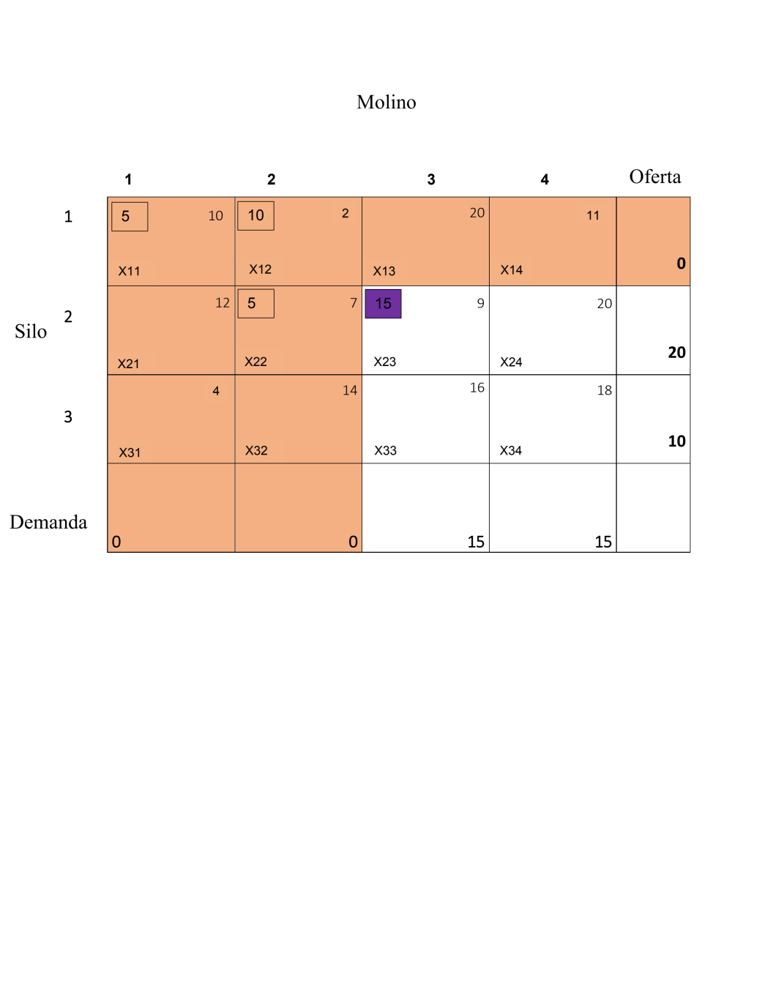 Molino
1 2 3 4 Oferta
1 5 10 10 2 20 11
X11 X12 X13 X14 0
2 12 5 7 15 9 20
Silo
X21 X22 X23 X24 20
3 4 14 16 18
X31 X32 X33 X34 10
Demanda
0 0 15 15